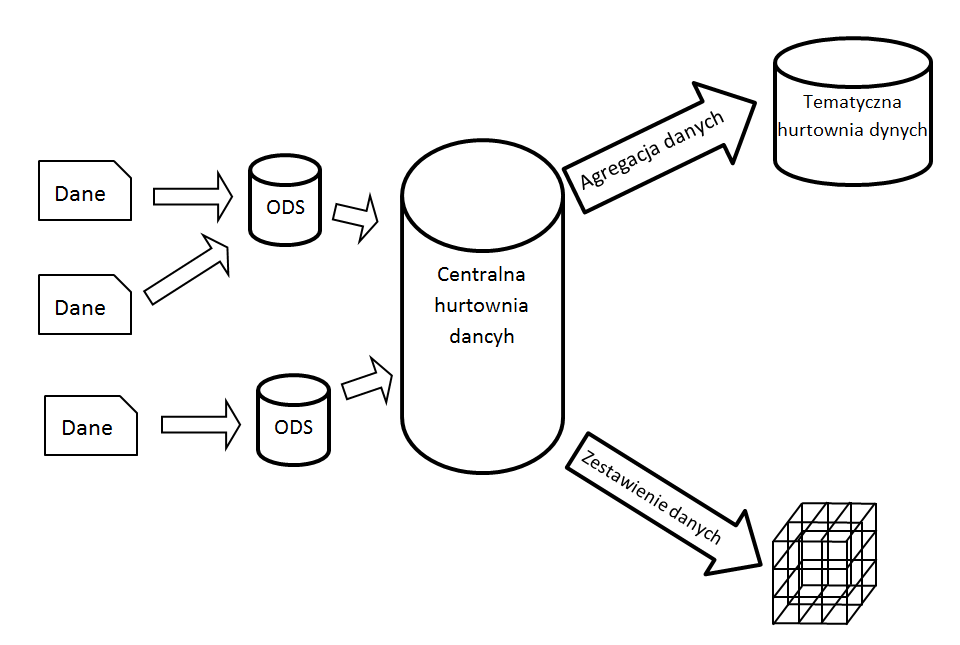 Dane
Dane
Dane
ODS
ODS
Centralna
hurtownia
dancyh
Agregacja danych
Tematyczna
hurtownia dynych
Zestawienie danych